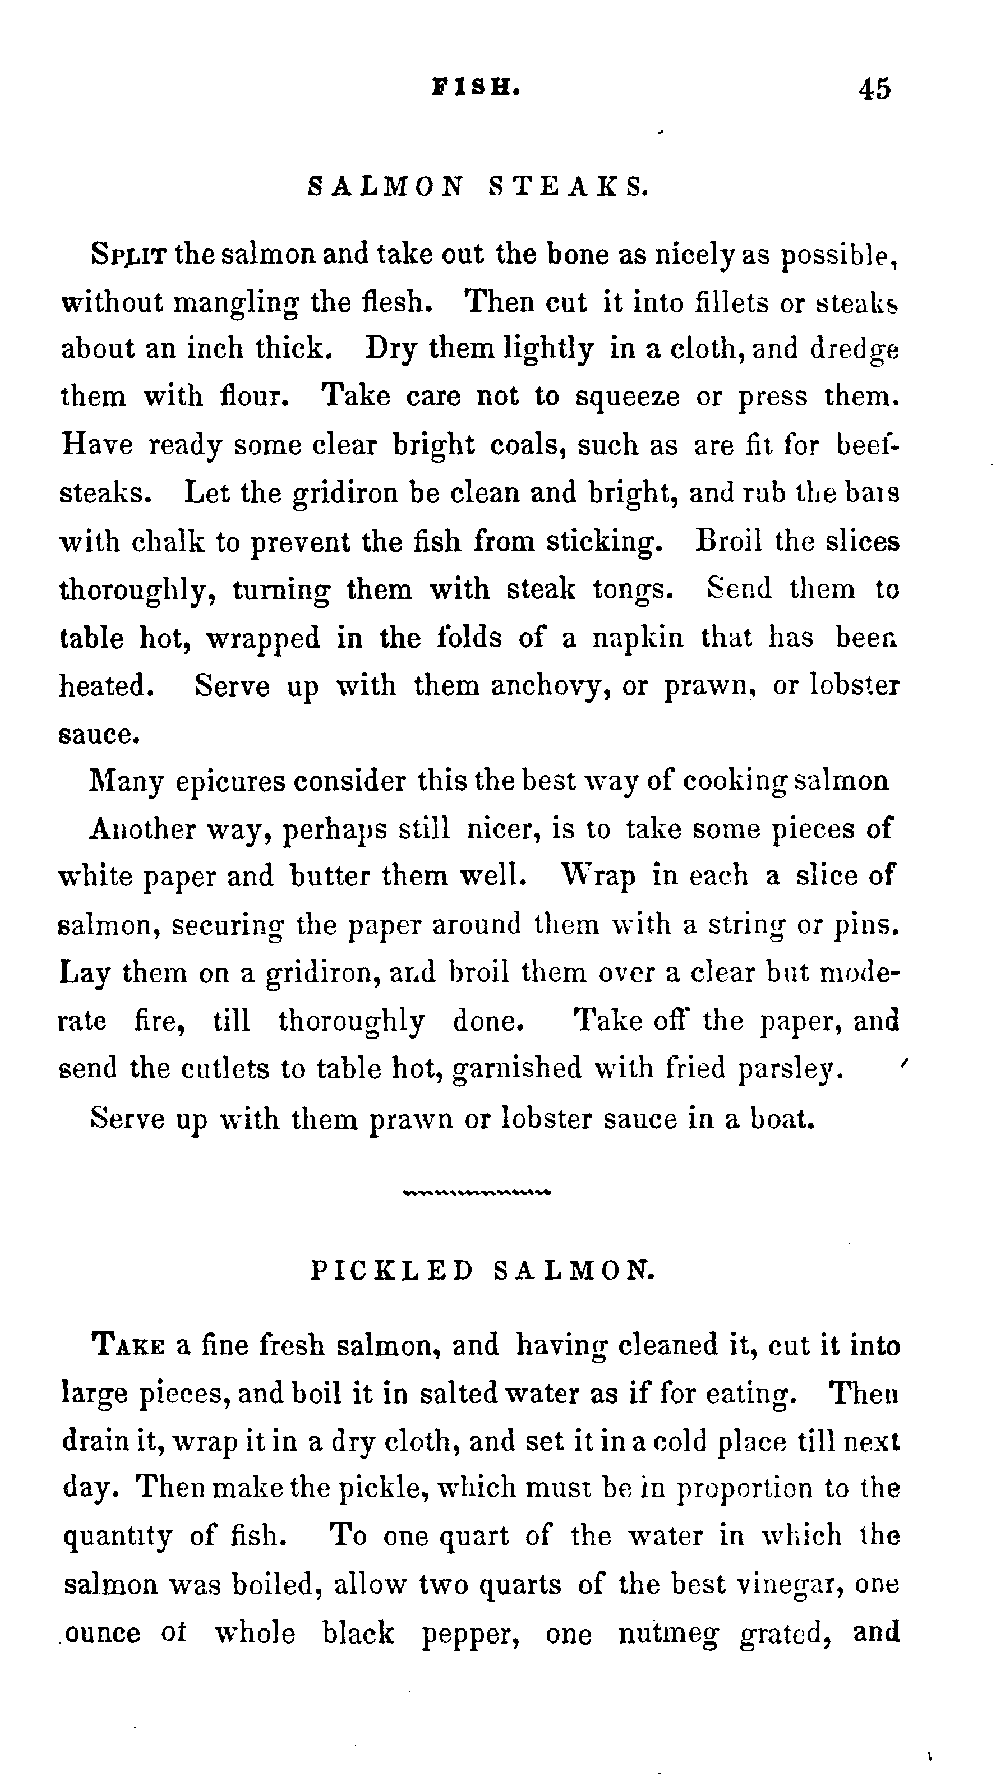 FISH. 45
SALMON STEAKS.
SPLIT the salmon and take out the bone as nicely as possible,
without mangling the flesh. Then cut it into fillets or steaks
about an inch thick. Dry them lightly in a cloth, and dredge
them with flour. Take care not to squeeze or press them.
Have ready some clear bright coals, such as are fit for beef-
steaks. Let the gridiron be clean and bright, and rub the bars
with chalk to prevent the fish from sticking. Broil the slices
thoroughly, turning them with steak tongs. Send them to
table hot, wrapped in the folds of a napkin that has been
heated. Serve up with them anchovy, or prawn, or lobster
sauce.
Many epicures consider this the best way of cooking salmon
Another way, perhaps still nicer, is to take some pieces of
white paper and butter them well. Wrap in each a slice of
salmon, securing the paper around them with a string or pins.
Lay them on a gridiron, and broil them over a clear but mode-
rate fire, till thoroughly done. Take off the paper, and
send the cutlets to table hot, garnished with fried parsley.
Serve up with them prawn or lobster sauce in a boat.
PICKLED SALMON.
TAKE a fine fresh salmon, and having cleaned it, cut it into
large pieces, and boil it in salted water as if for eating. Then
drain it, wrap it in a dry cloth, and set it in a cold place till next
day. Then make the pickle, which must be in proportion to the
quantity of fish. To one quart of the water in which the
salmon was boiled, allow two quarts of the best vinegar, one
ounce of whole black pepper, one nutmeg grated, and